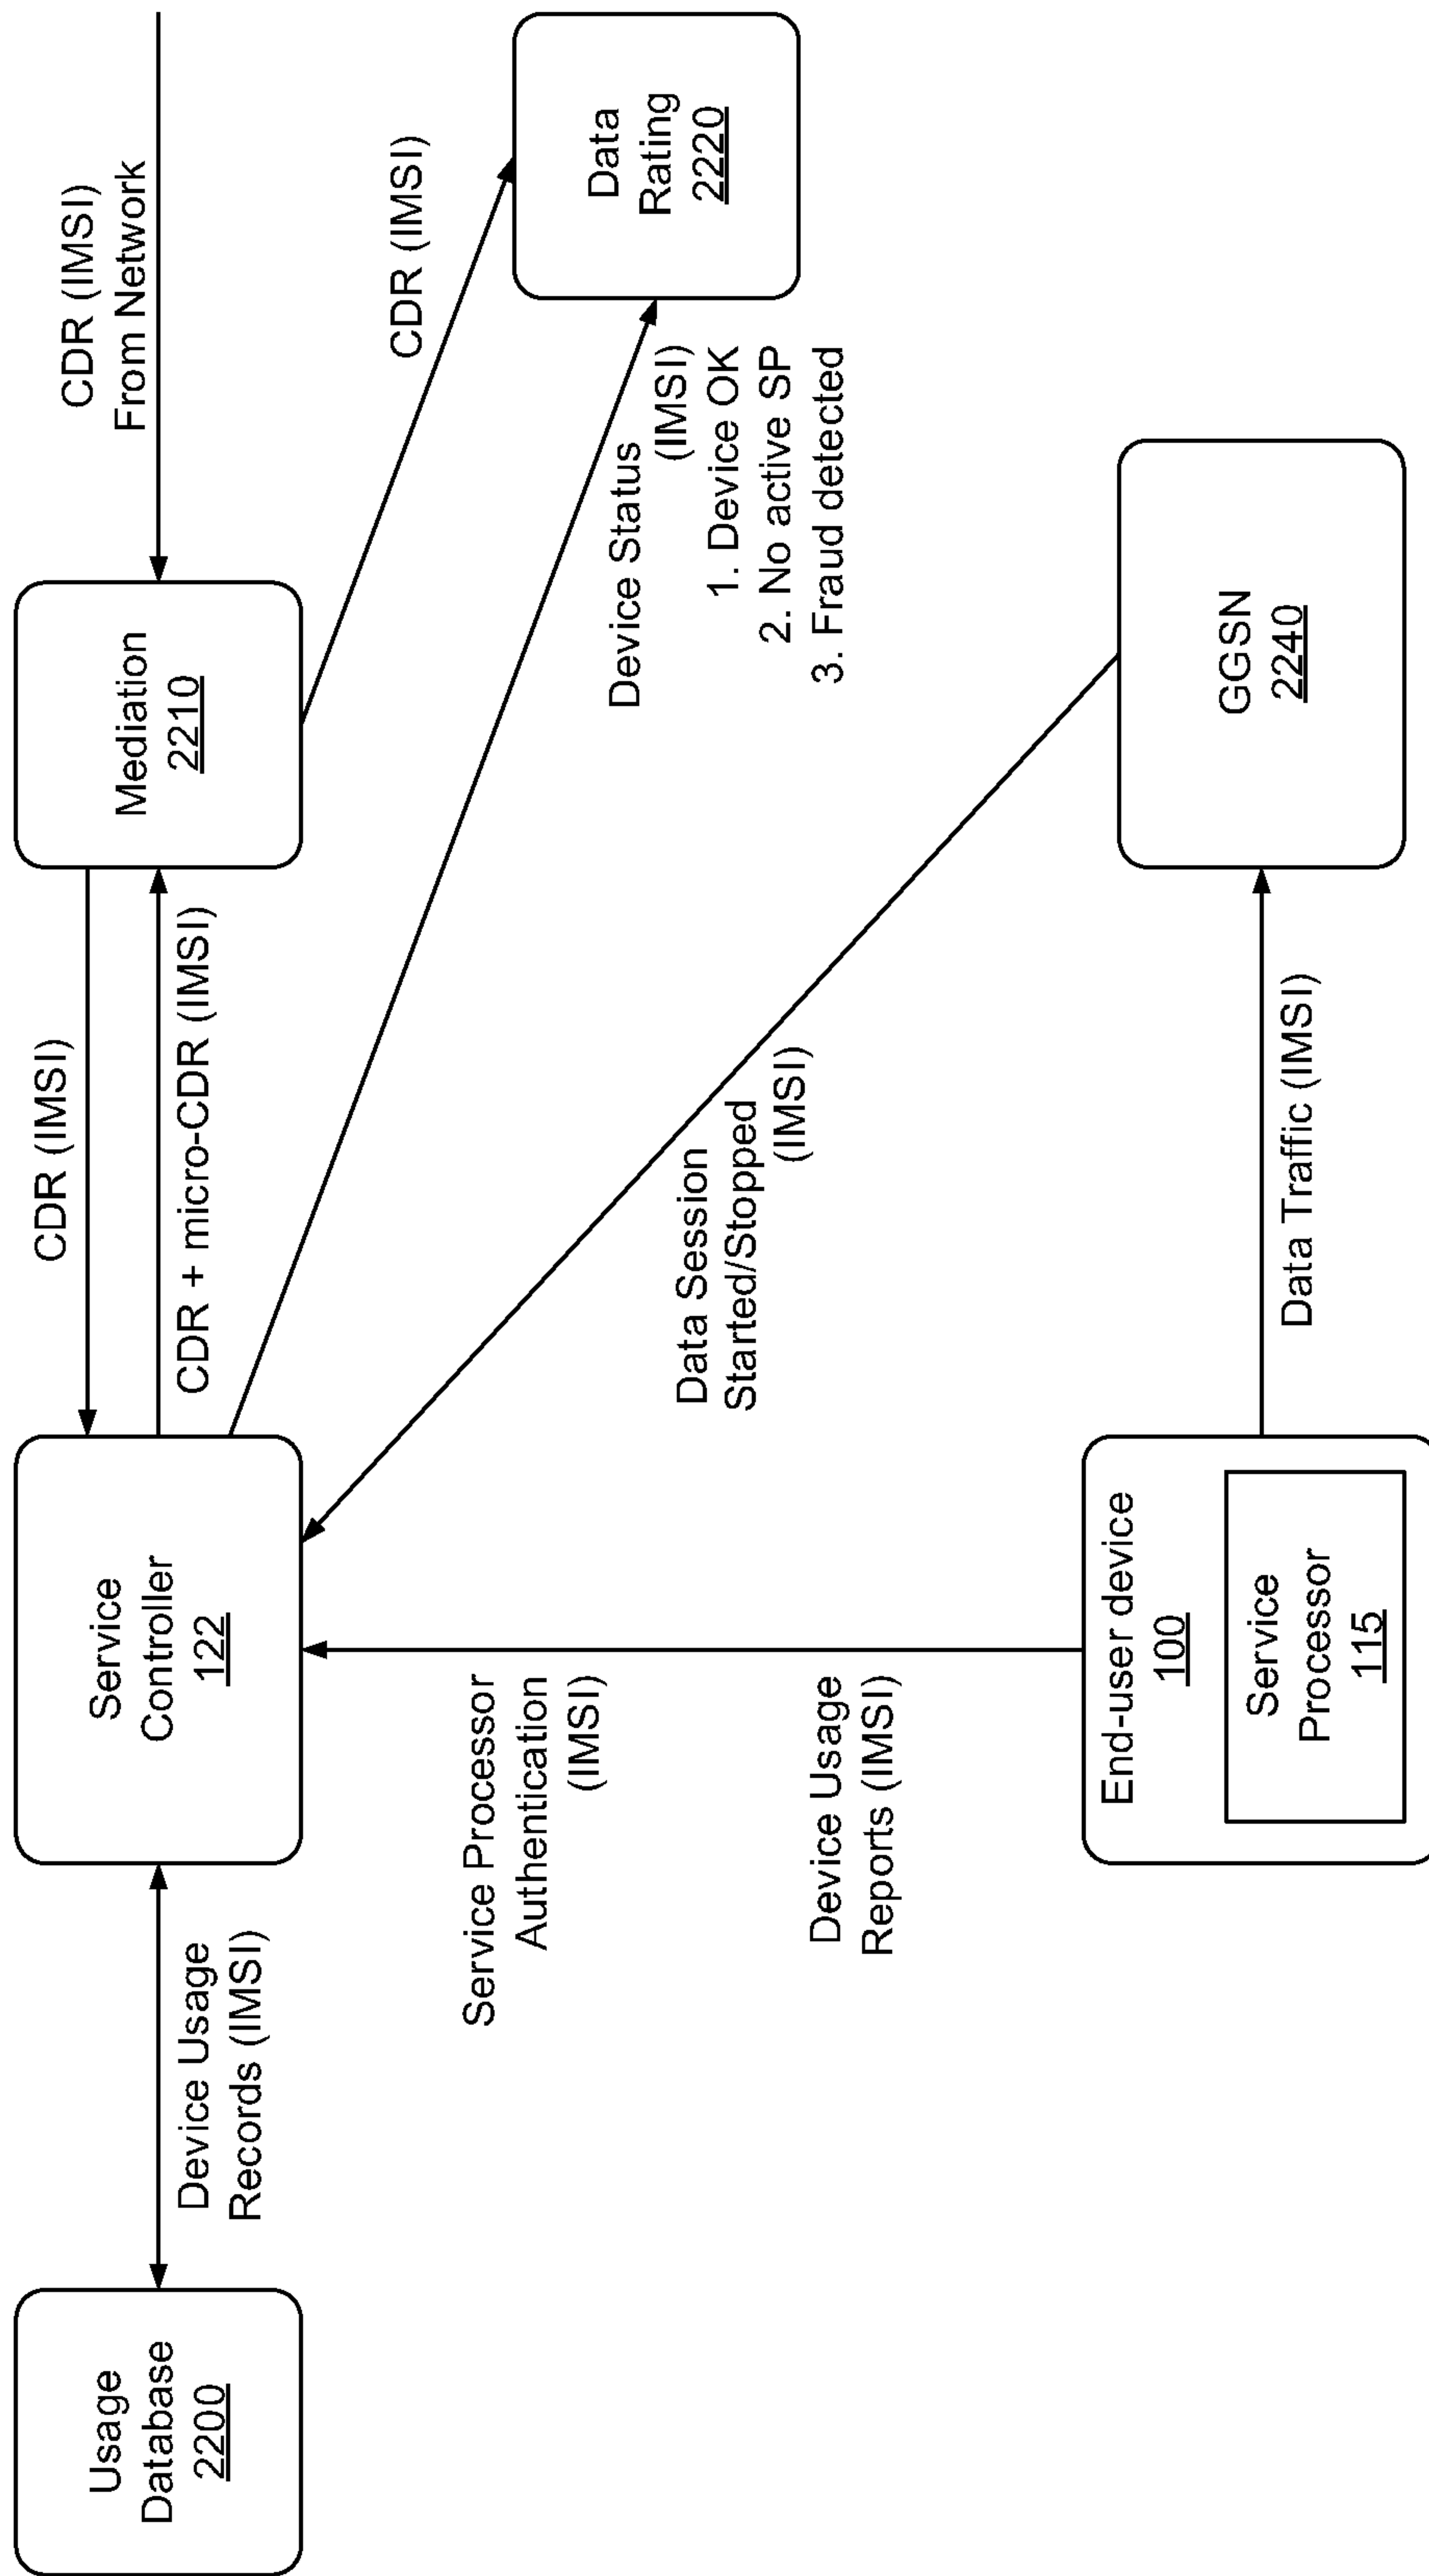 Usage
Database
2200
Device Usage
Records (IMSI)
Service
Controller
122
CDR (IMSI)
CDR + micro-CDR (IMSI)
Mediation
2210
CDR (IMSI)
From Network
CDR (IMSI)
Data
Rating
2220
Device Status
(IMSI)
1. Device OK
2. No active SP
3. Fraud detected
Service Processor
Authentication
(IMSI)
Device Usage
Reports (IMSI)
Data Session
Started/Stopped
(IMSI)
End-user device
100
Service
Processor
115
Data Traffic (IMSI)
GGSN
2240